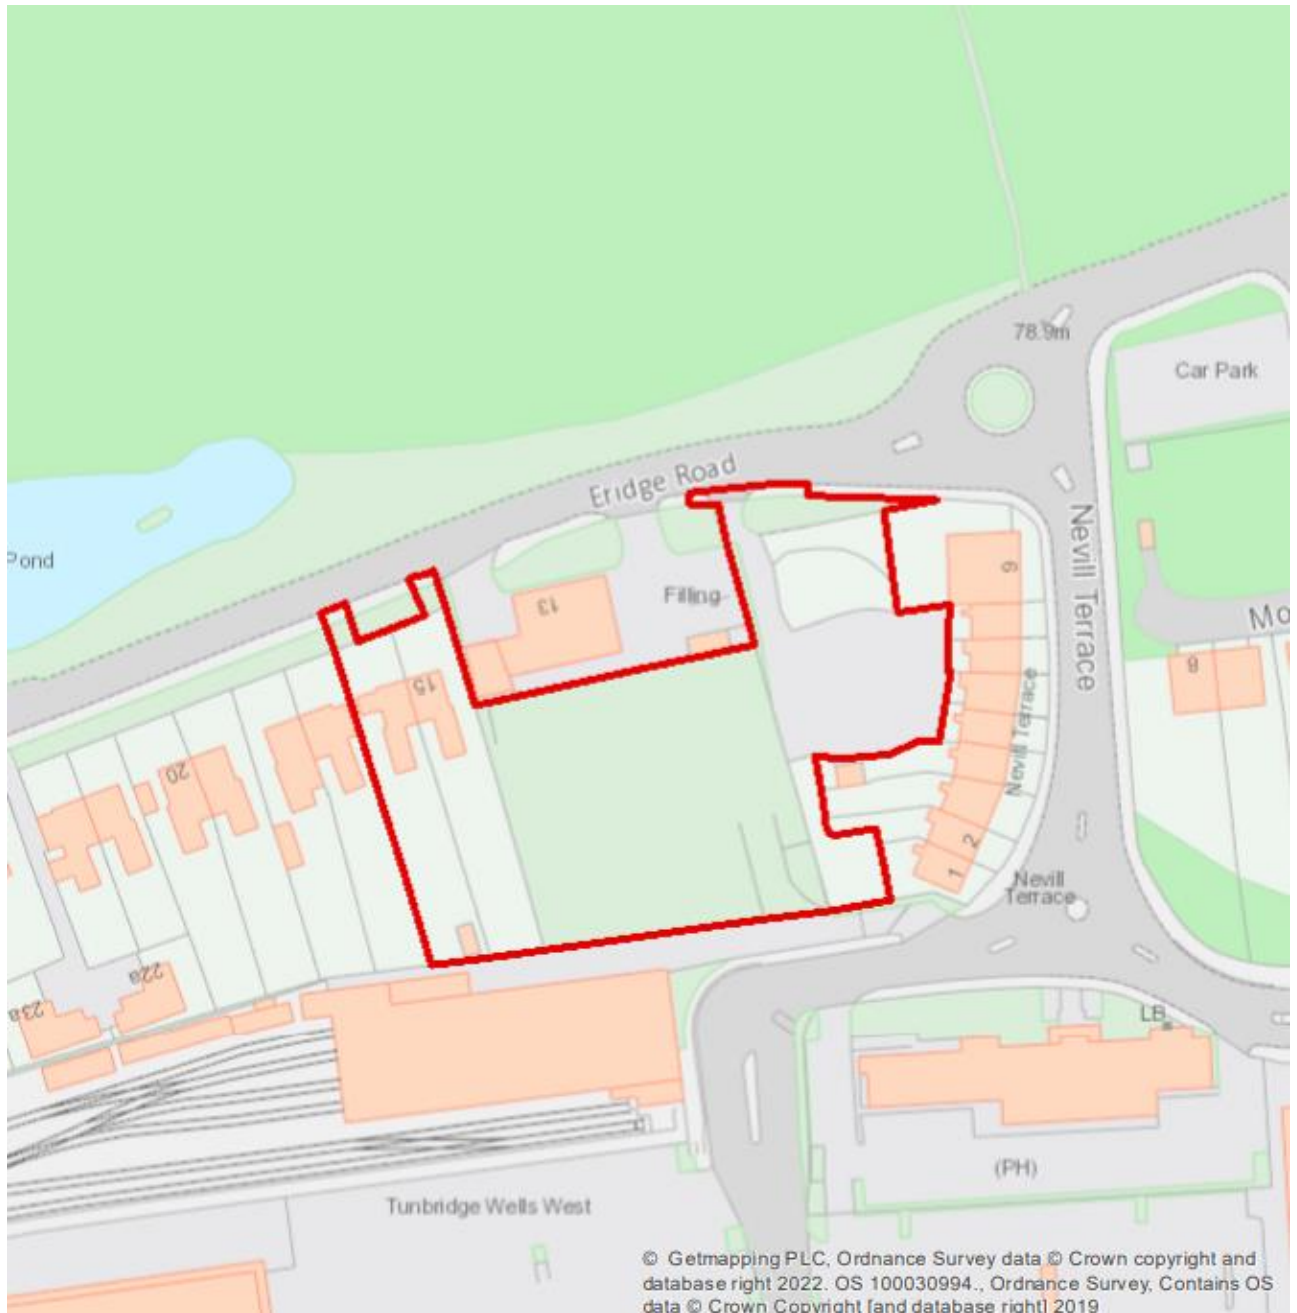 78.9m
Car Park
Eridge Road
Pond
Nevill Terrace
9
13
Filling
Mo
8
15
Nevill Terrace
20
2
1
Nevill
Terrace
22a
23a
LB
(PH)
Tunbridge Wells West
© Getmapping PLC, Ordnance Survey data © Crown copyright and
database right 2022. OS 100030994., Ordnance Survey, Contains OS
data © Crown Copyright [and database right] 2019